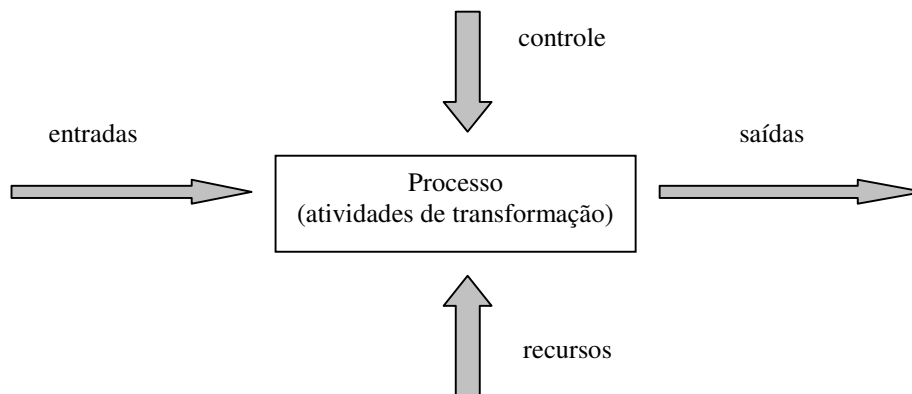 controle
entradas
saídas
Processo
(atividades de transformação)
recursos